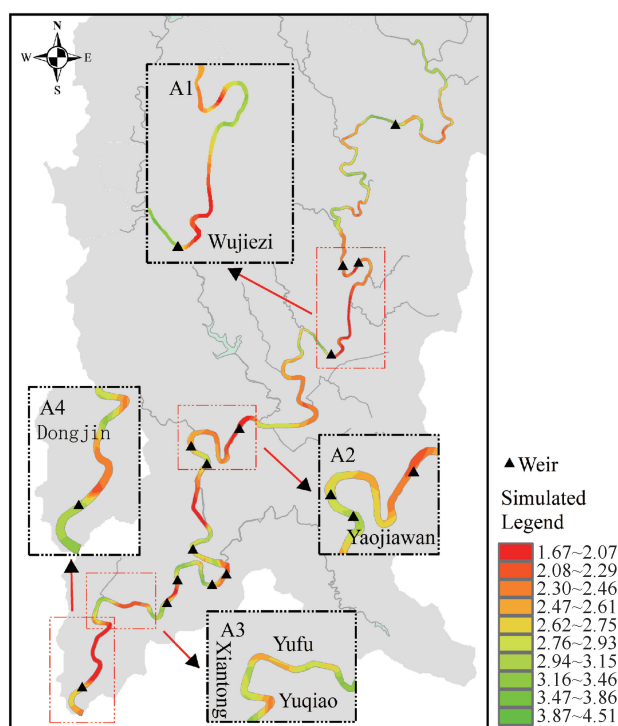 N
W E
S
A1
Wujiezi
A4
Dongjin
A2
Yaojiawan
A3
Xiantong
Yufu
Yuqiao
▲ Weir
Simulated
Legend
1.67~2.07
2.08~2.29
2.30~2.46
2.47~2.61
2.62~2.75
2.76~2.93
2.94~3.15
3.16~3.46
3.47~3.86
3.87~4.51